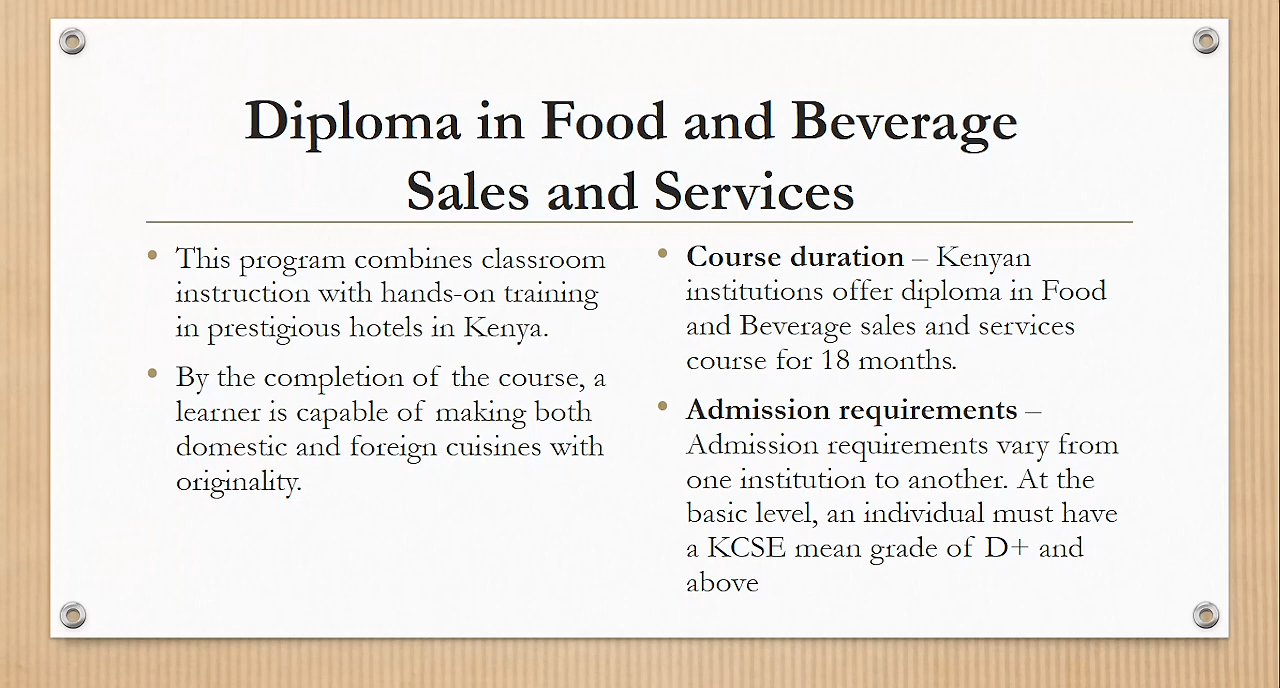 Diploma in Food and Beverage
Sales and Services
• This program combines classroom
instruction with hands-on training
in prestigious hotels in Kenya.
• By the completion of the course, a
learner is capable of making both
domestic and foreign cuisines with
originality.
• Course duration – Kenyan
institutions offer diploma in Food
and Beverage sales and services
course for 18 months.
• Admission requirements –
Admission requirements vary from
one institution to another. At the
basic level, an individual must have
a KCSE mean grade of D+ and
above